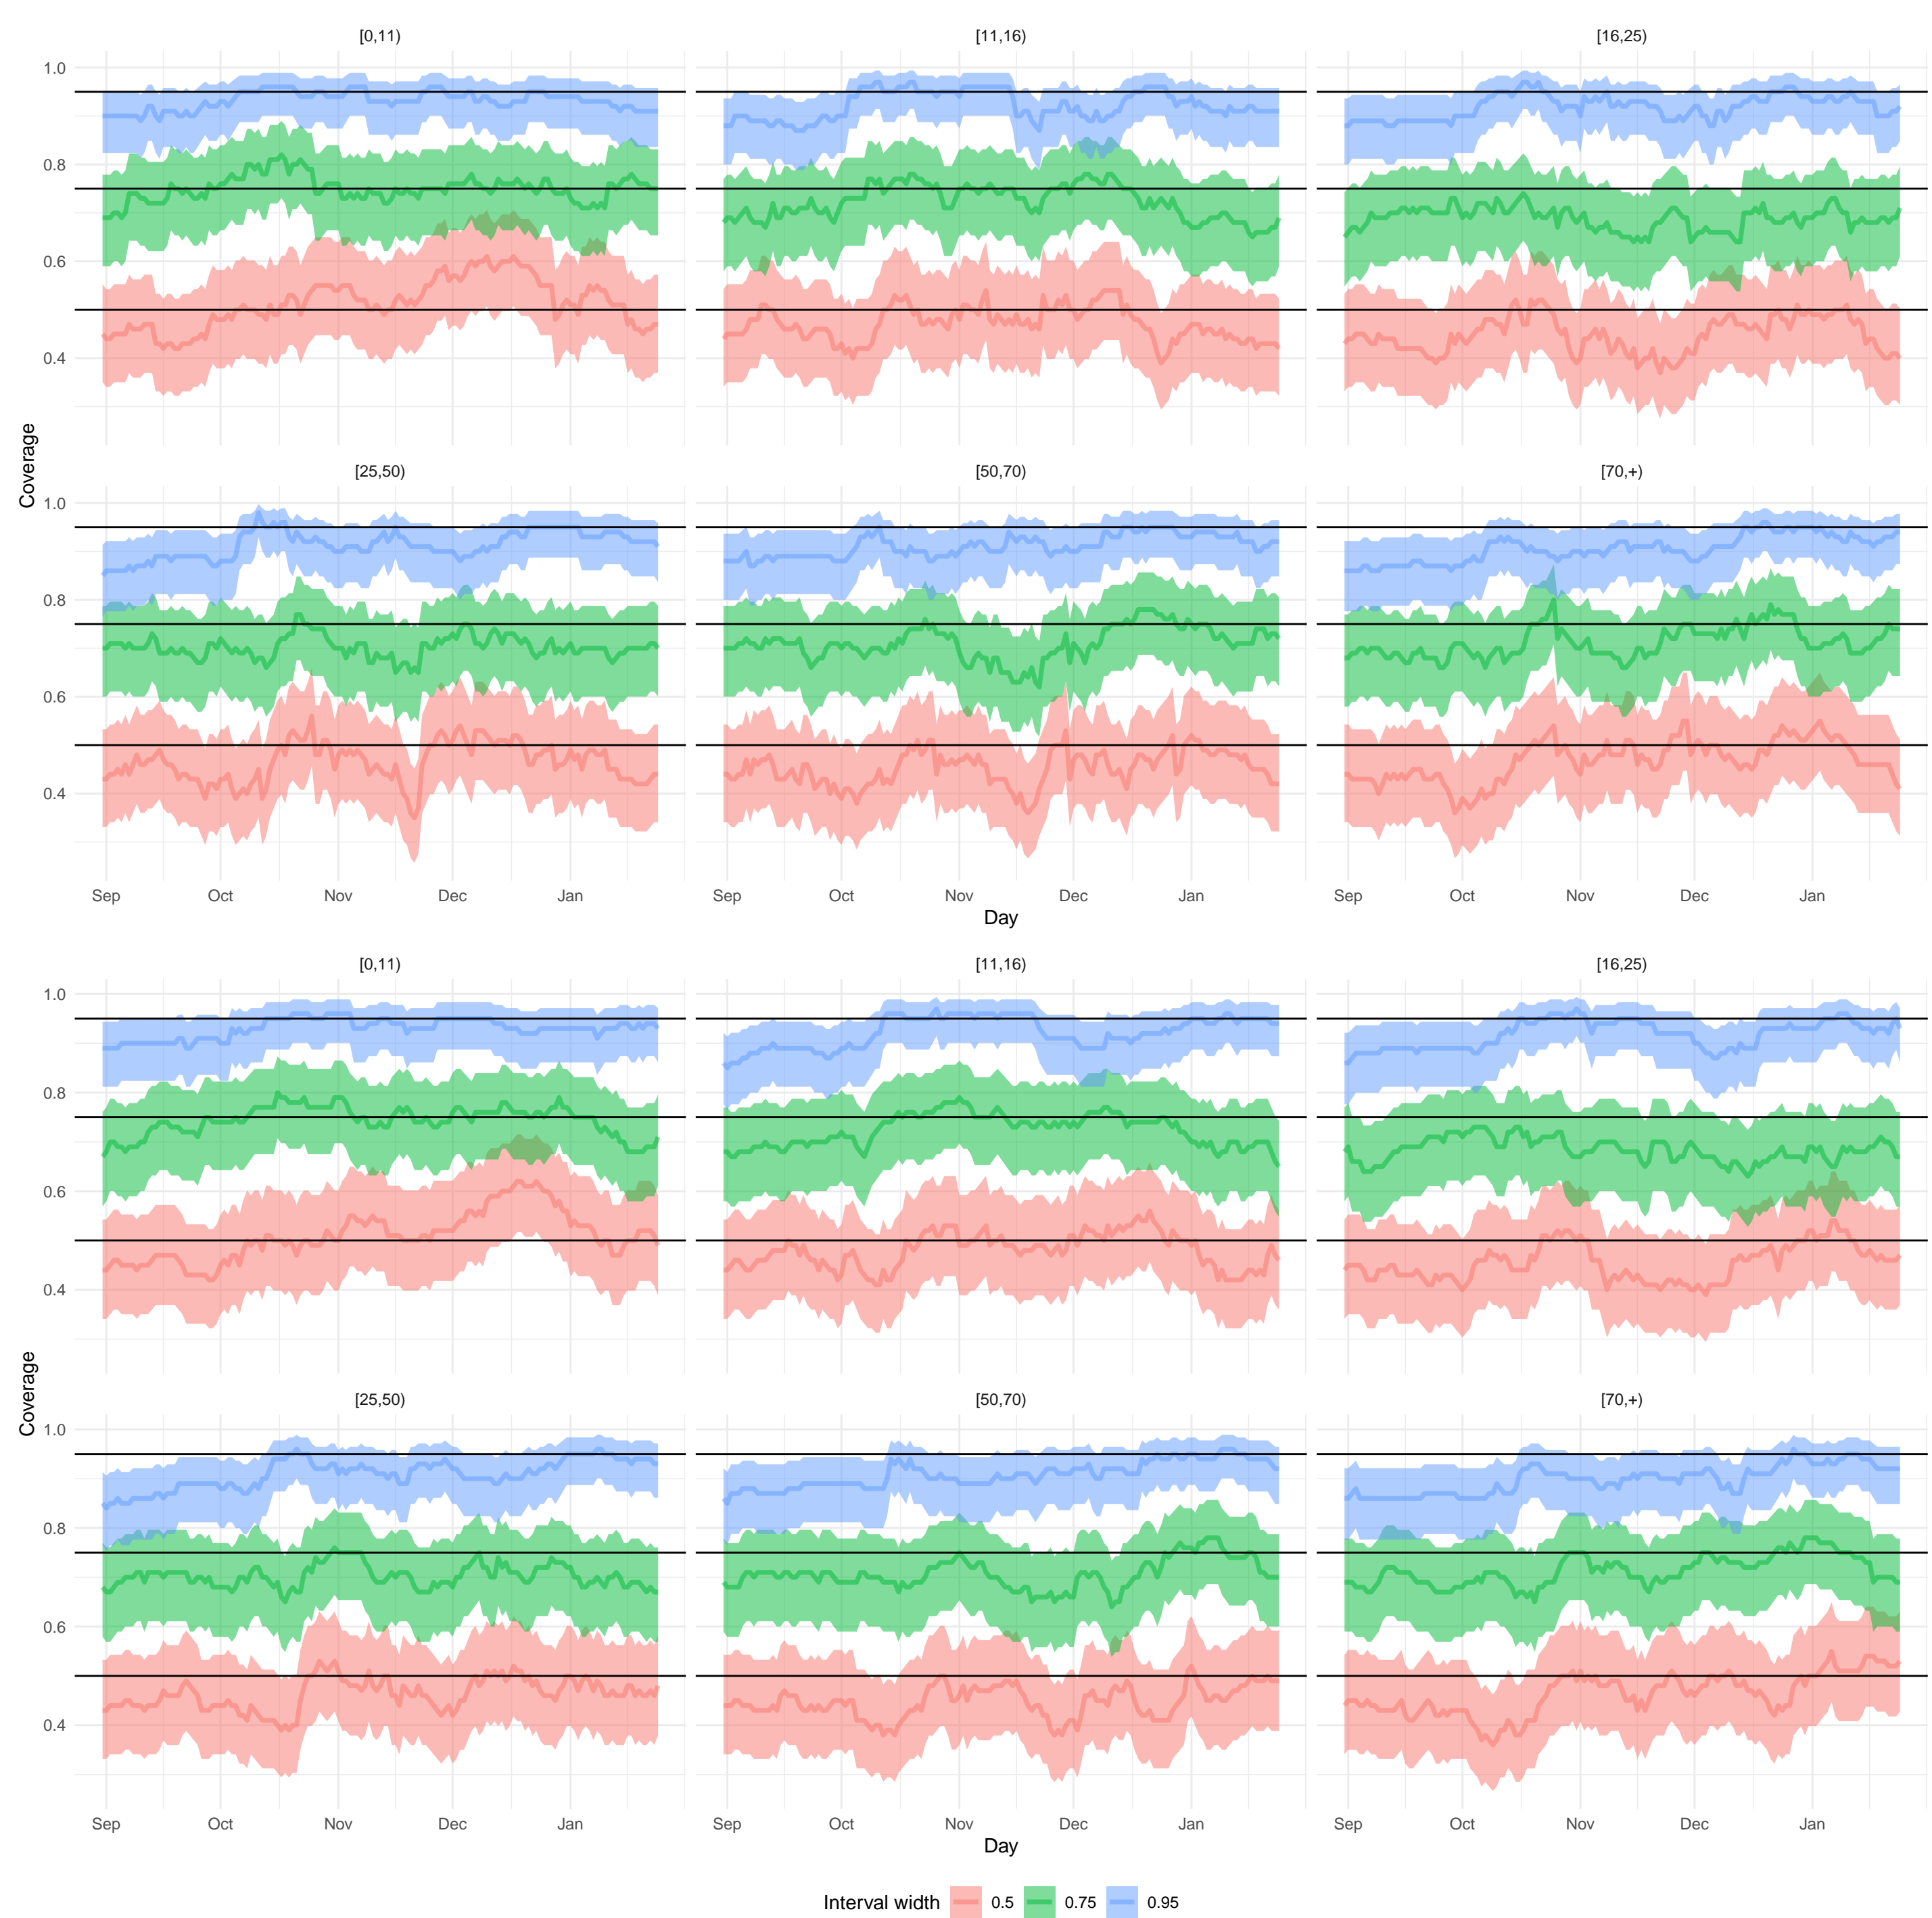 [0,11) [11,16) [16,25)
1.0
0.8
0.6
0.4
Coverage
[25,50) [50,70) [70,+)
1.0
0.8
0.6
0.4
Sep Oct Nov Dec Jan Sep Oct Nov Dec Jan Sep Oct Nov Dec Jan
Day
[0,11) [11,16) [16,25)
1.0
0.8
0.6
0.4
Coverage
[25,50) [50,70) [70,+)
1.0
0.8
0.6
0.4
Sep Oct Nov Dec Jan Sep Oct Nov Dec Jan Sep Oct Nov Dec Jan
Day
Interval width 0.5 0.75 0.95